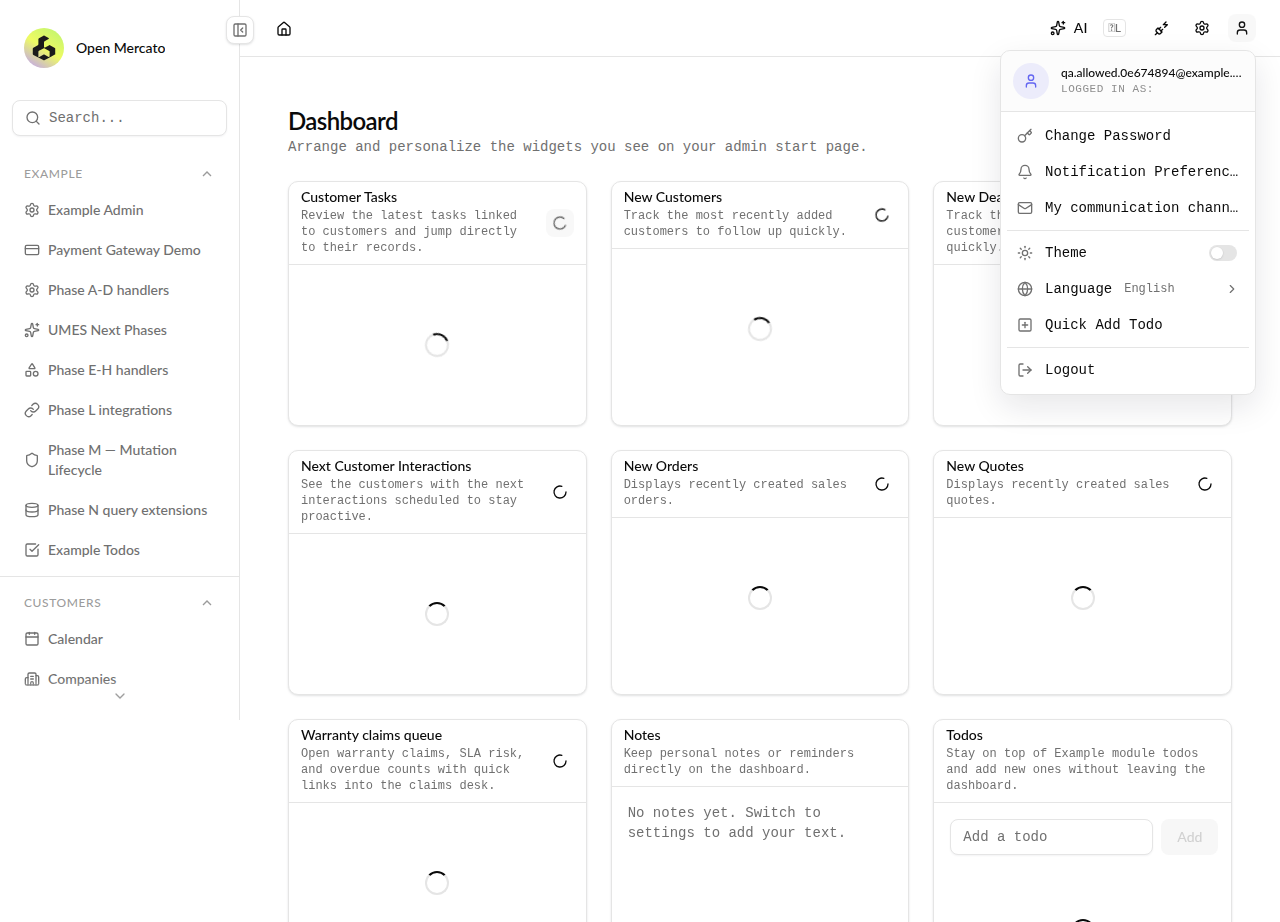 Open Mercato
AI
L
qa.allowed.0e674894@example....
LOGGED IN AS:
Search...
Change Password
Notification Preferenc…
My communication chann…
Theme
Language English
Quick Add Todo
Logout
EXAMPLE
Example Admin
Payment Gateway Demo
Phase A-D handlers
UMES Next Phases
Phase E-H handlers
Phase L integrations
Phase M — Mutation
Lifecycle
Phase N query extensions
Example Todos
CUSTOMERS
Calendar
Companies
Dashboard
Arrange and personalize the widgets you see on your admin start page.
Customer Tasks
Review the latest tasks linked
to customers and jump directly
to their records.
New Customers
Track the most recently added
customers to follow up quickly.
New Dea
Track th
custome
quickly.
Next Customer Interactions
See the customers with the next
interactions scheduled to stay
proactive.
New Orders
Displays recently created sales
orders.
New Quotes
Displays recently created sales
quotes.
Warranty claims queue
Open warranty claims, SLA risk,
and overdue counts with quick
links into the claims desk.
Notes
Keep personal notes or reminders
directly on the dashboard.
No notes yet. Switch to
settings to add your text.
Todos
Stay on top of Example module todos
and add new ones without leaving the
dashboard.
Add a todo
Add